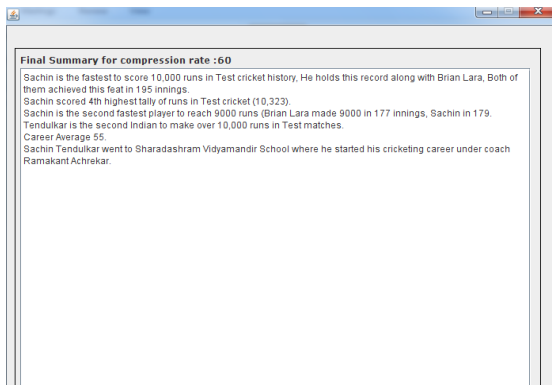 Final Summary for compression rate :60
Sachin is the fastest to score 10,000 runs in Test cricket history, He holds this record along with Brian Lara, Both of
them achieved this feat in 195 innings.
Sachin scored 4th highest tally of runs in Test cricket (10,323).
Sachin is the second fastest player to reach 9000 runs (Brian Lara made 9000 in 177 innings, Sachin in 179.
Tendulkar is the second Indian to make over 10,000 runs in Test matches.
Career Average 55.
Sachin Tendulkar went to Sharadashram Vidyamandir School where he started his cricketing career under coach
Ramakant Achrekar.